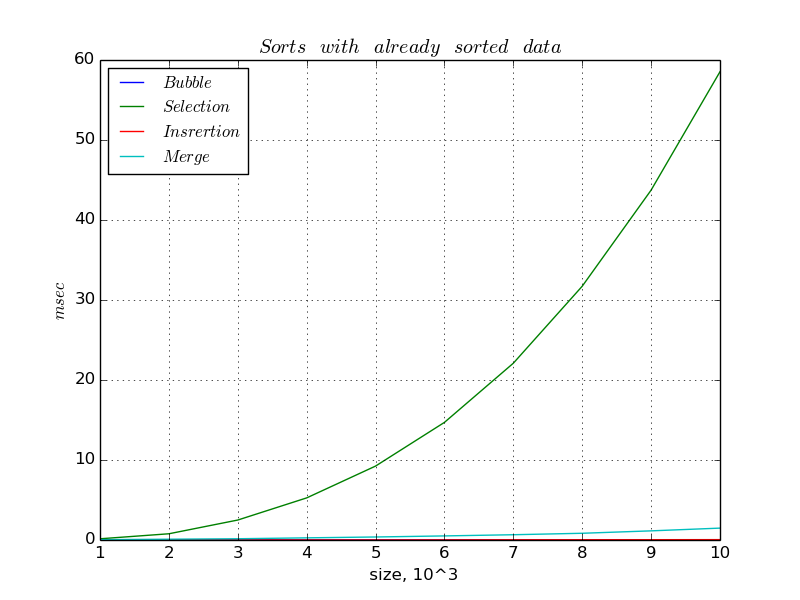 Sorts with already sorted data
Bubble
Selection
Insrertion
Merge
60
50
40
30
20
10
0
msec
1 2 3 4 5 6 7 8 9 10
size, 10^3